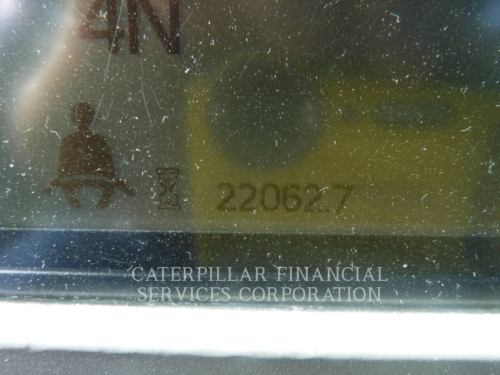 4N
22062.7
CATERPILLAR FINANCIAL
SERVICES CORPORATION